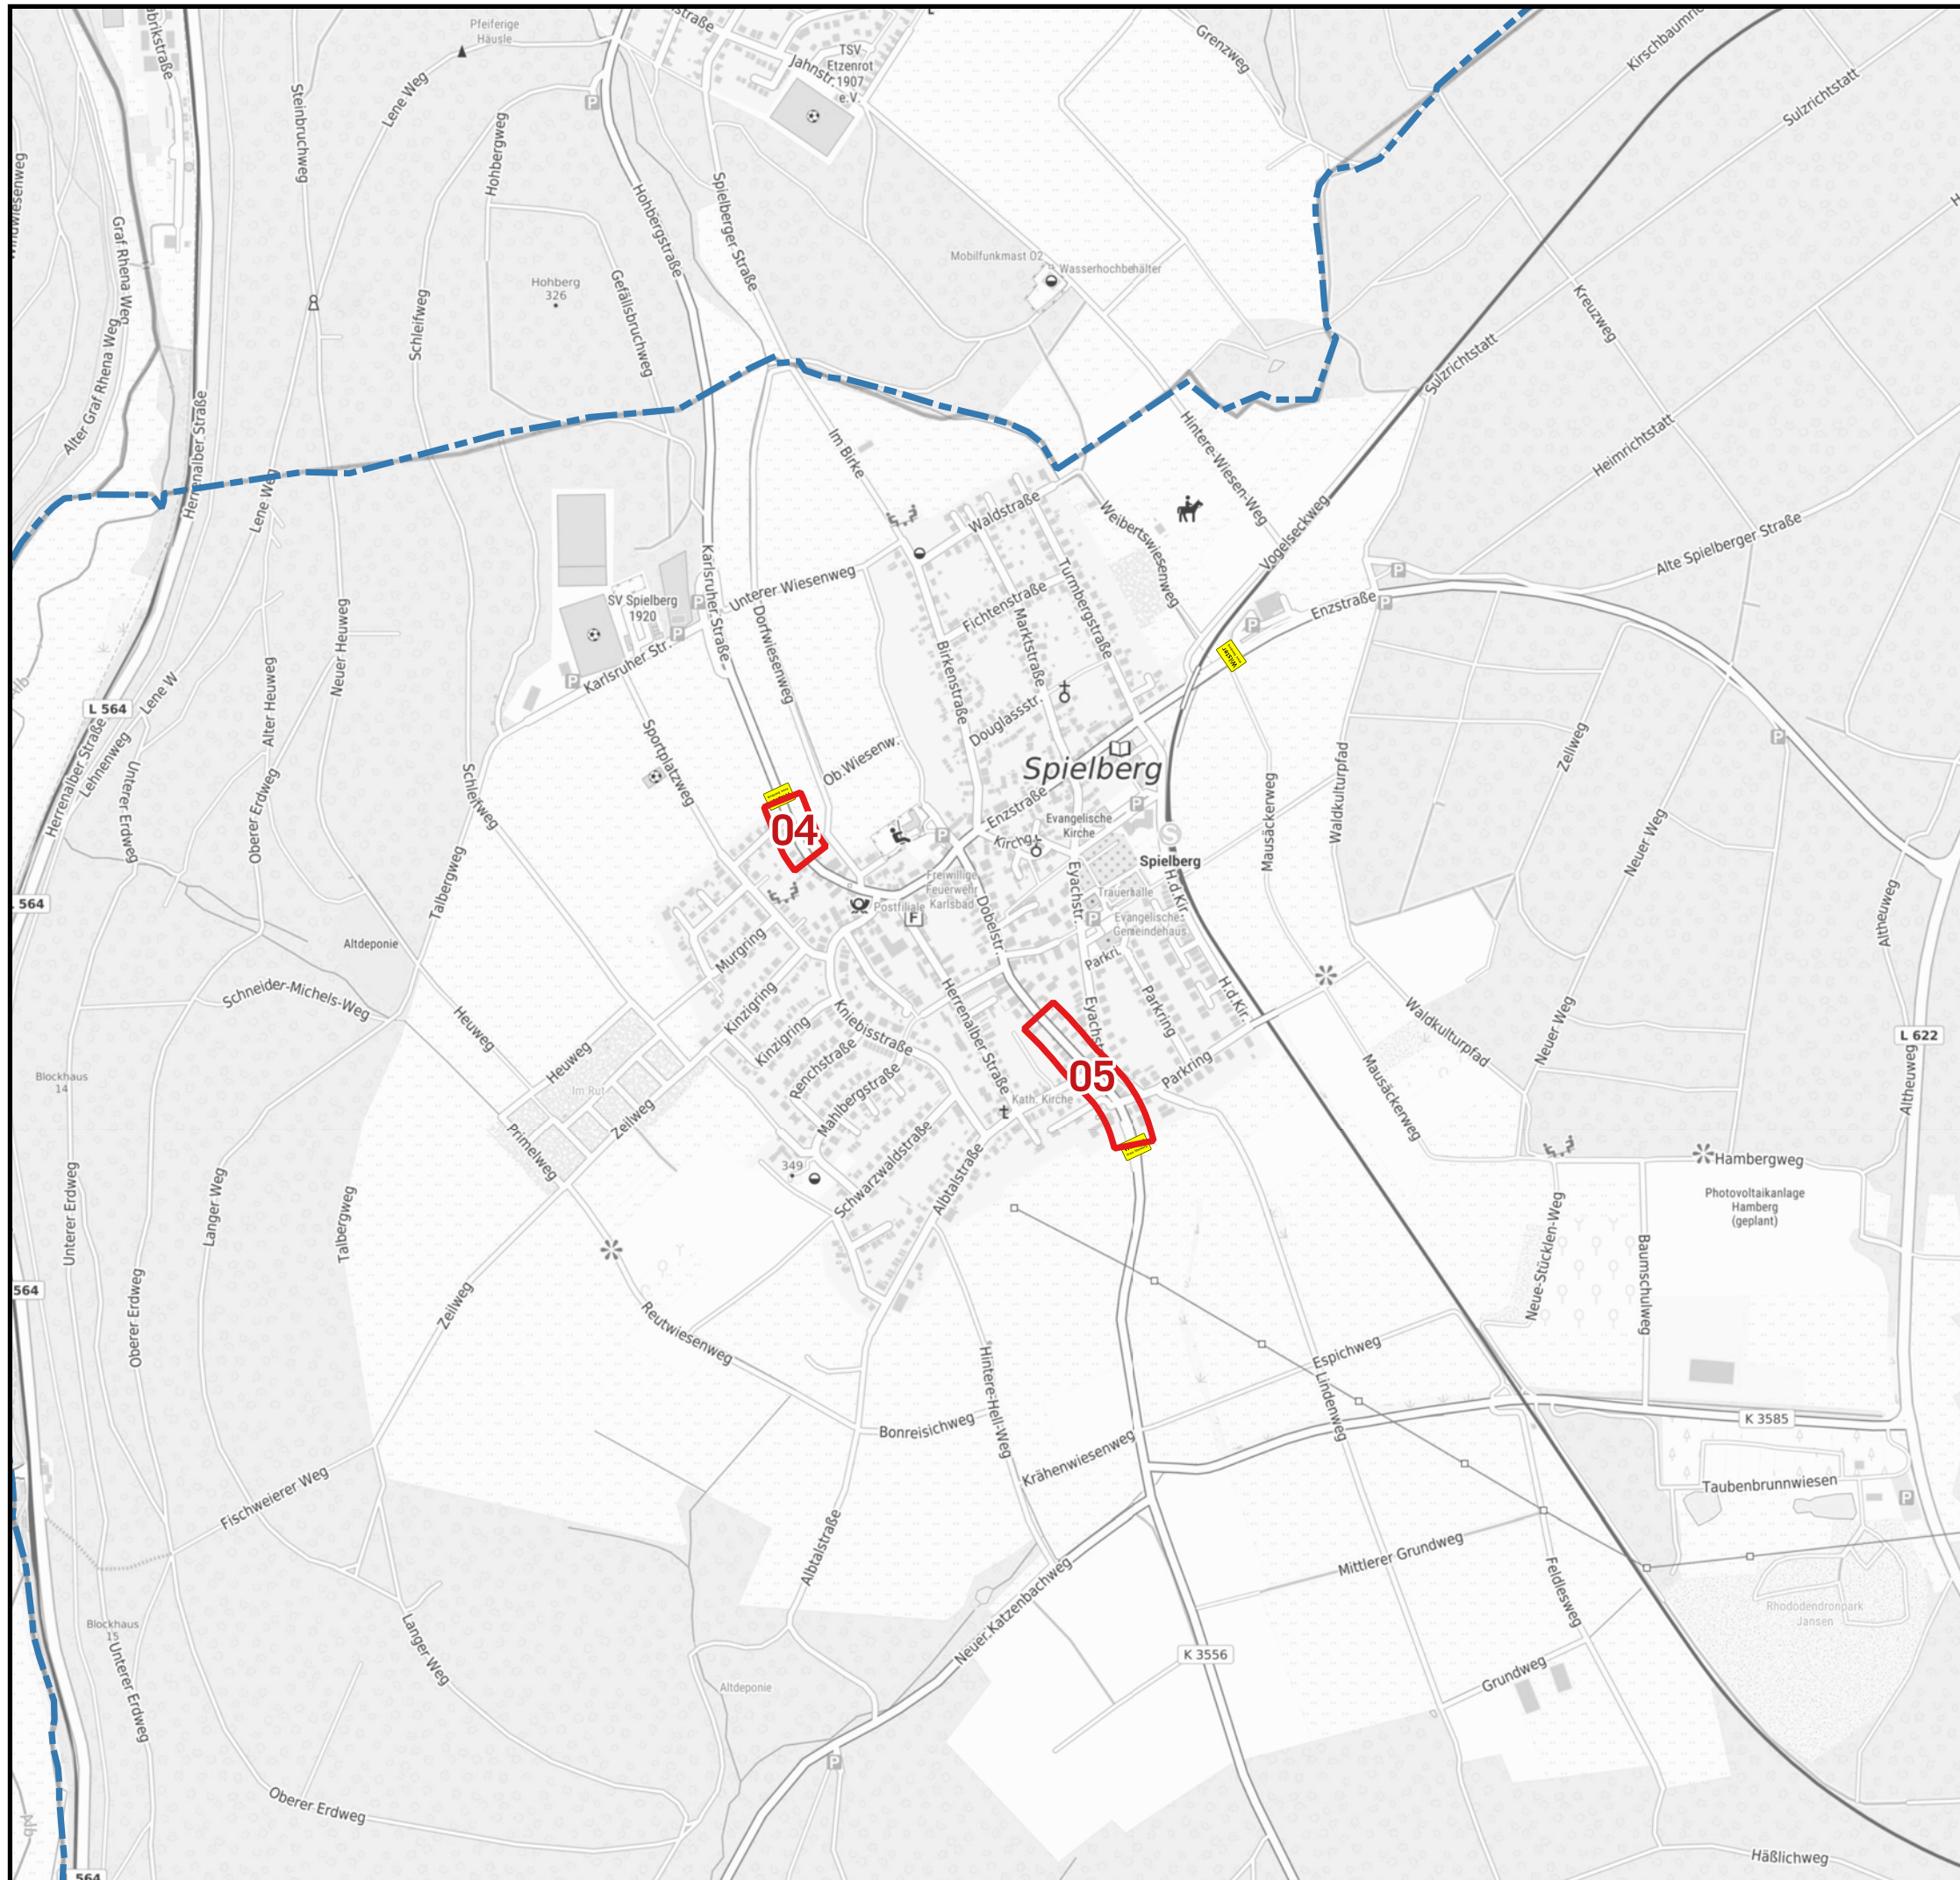 Pfeiferige
Häusle
TSV
Etzenrot
1907
e.V.
Jahnstr.
Grenzweg
Sulzrichtstatt
Steinbruchweg
Lene Weg
Hohbergweg
Graf Rhena Weg
Hohbergstraße
Spielberger Straße
Mobilfunkmast O2
Wasserhochbehälter
Hohberg
326
Gefällsbruchweg
Schleifweg
Kreuzweg
Alter Graf Rhena Weg
Herrenalber Straße
Sulzrichtstatt
Im Birke
Hintere-Wiesen-Weg
Heimrichtstatt
Lene Weg
Waldstraße
Weibertswiesenweg
Vogelseckweg
Alte Spielberger Straße
Karlsruher Straße
Unterer Wiesenweg
Turmbergstraße
Fichtenstraße
Marktstraße
SV Spielberg
1920
Enzstraße
Dorfwiesenweg
Neuer Heuweg
Birkenstraße
Karlsruher Str.
Alter Heuweg
Lene W
L 564
Herrenalber Straße
Lehnenweg
Sportplatzweg
Douglassstr.
Ob.Wiesenw.
Spielberg
Zellweg
Unterer Erdweg
Oberer Erdweg
Schleifweg
Enzstraße
Evangelische
Kirche
Kirchg.
Mausäckerweg
Waldkulturpfad
Neuer Weg
04
Spielberg
564
Talbergweg
Freiwillige
Feuerwehr
Karlsbad
Postfiliale
F
Dobelstr.
Eyachstr.
Trauerhalle
H.d.Kir.
Evangelisches
Gemeindehaus
Altheuweg
Altdeponie
Murgring
Parkri.
Schneider-Michels-Weg
Kinzigring
Kinzigring
Heuweg
Heuweg
Kniebisstraße
Herrenalber Straße
Parkring
H.d.Kir.
Waldkulturpfad
Neuer Weg
L 622
Renchstraße
Mahlbergstraße
05
Parkring
Blockhaus
14
Im Rut
Zeilweg
Kath. Kirche
Mausäckerweg
Altheuweg
Primelweg
349
Schwarzwaldstraße
Albtalstraße
Hambergweg
Photovoltaikanlage
Hamberg
(geplant)
Unterer Erdweg
Langer Weg
Talbergweg
Neue-Stücklen-Weg
Baumschulweg
564
Oberer Erdweg
Zeilweg
Reutwiesenweg
Hintere-Hell-Weg
Espichweg
Lindenweg
Bonreisichweg
K 3585
Krähenwiesenweg
Fischweierer Weg
Taubenbrunnwiesen
Albtalstraße
Mittlerer Grundweg
Feldlesweg
Neuer Katzenbachweg
Rhododendronpark
Jansen
Blockhaus
15
Unterer Erdweg
Langer Weg
K 3556
Grundweg
Altdeponie
Oberer Erdweg
Alb
Häßlichweg
564